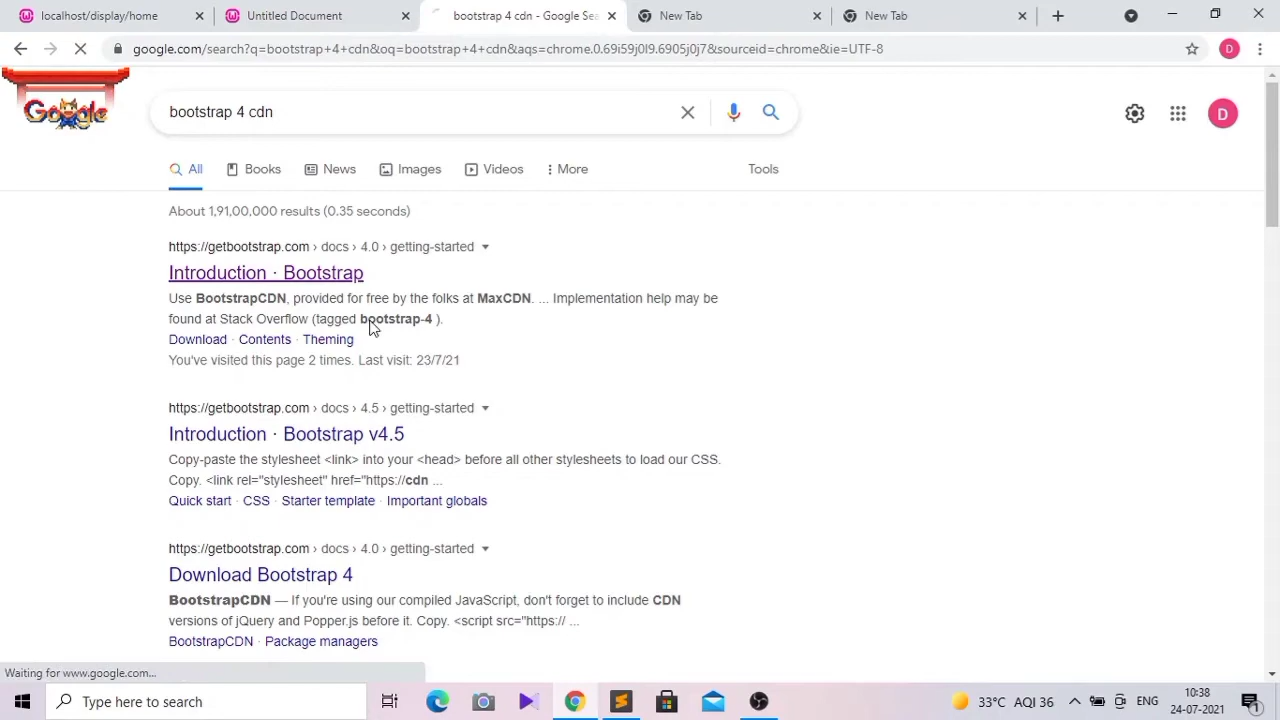 localhost/display/home
Untitled Document
bootstrap 4 cdn - Google Sea
New Tab
New Tab
google.com/search?q=bootstrap+4+cdn&oq=bootstrap+4+cdn&aqs=chrome.0.69i59j0l9.6905j0j7&sourceid=chrome&ie=UTF-8
D
Google
bootstrap 4 cdn
D
All
Books
News
Images
Videos
More
Tools
About 1,91,00,000 results (0.35 seconds)
https://getbootstrap.com › docs › 4.0 › getting-started
Introduction · Bootstrap
Use BootstrapCDN, provided for free by the folks at MaxCDN. ... Implementation help may be
found at Stack Overflow (tagged bootstrap-4 ).
Download · Contents · Theming
You've visited this page 2 times. Last visit: 23/7/21
https://getbootstrap.com › docs › 4.5 › getting-started
Introduction · Bootstrap v4.5
Copy-paste the stylesheet <link> into your <head> before all other stylesheets to load our CSS.
Copy. <link rel="stylesheet" href="https://cdn ...
Quick start · CSS · Starter template · Important globals
https://getbootstrap.com › docs › 4.0 › getting-started
Download Bootstrap 4
BootstrapCDN — If you're using our compiled JavaScript, don't forget to include CDN
versions of jQuery and Popper.js before it. Copy. <script src="https:// ...
BootstrapCDN · Package managers
Waiting for www.google.com...
Type here to search
33°C AQI 36
ENG
10:38
24-07-2021
1